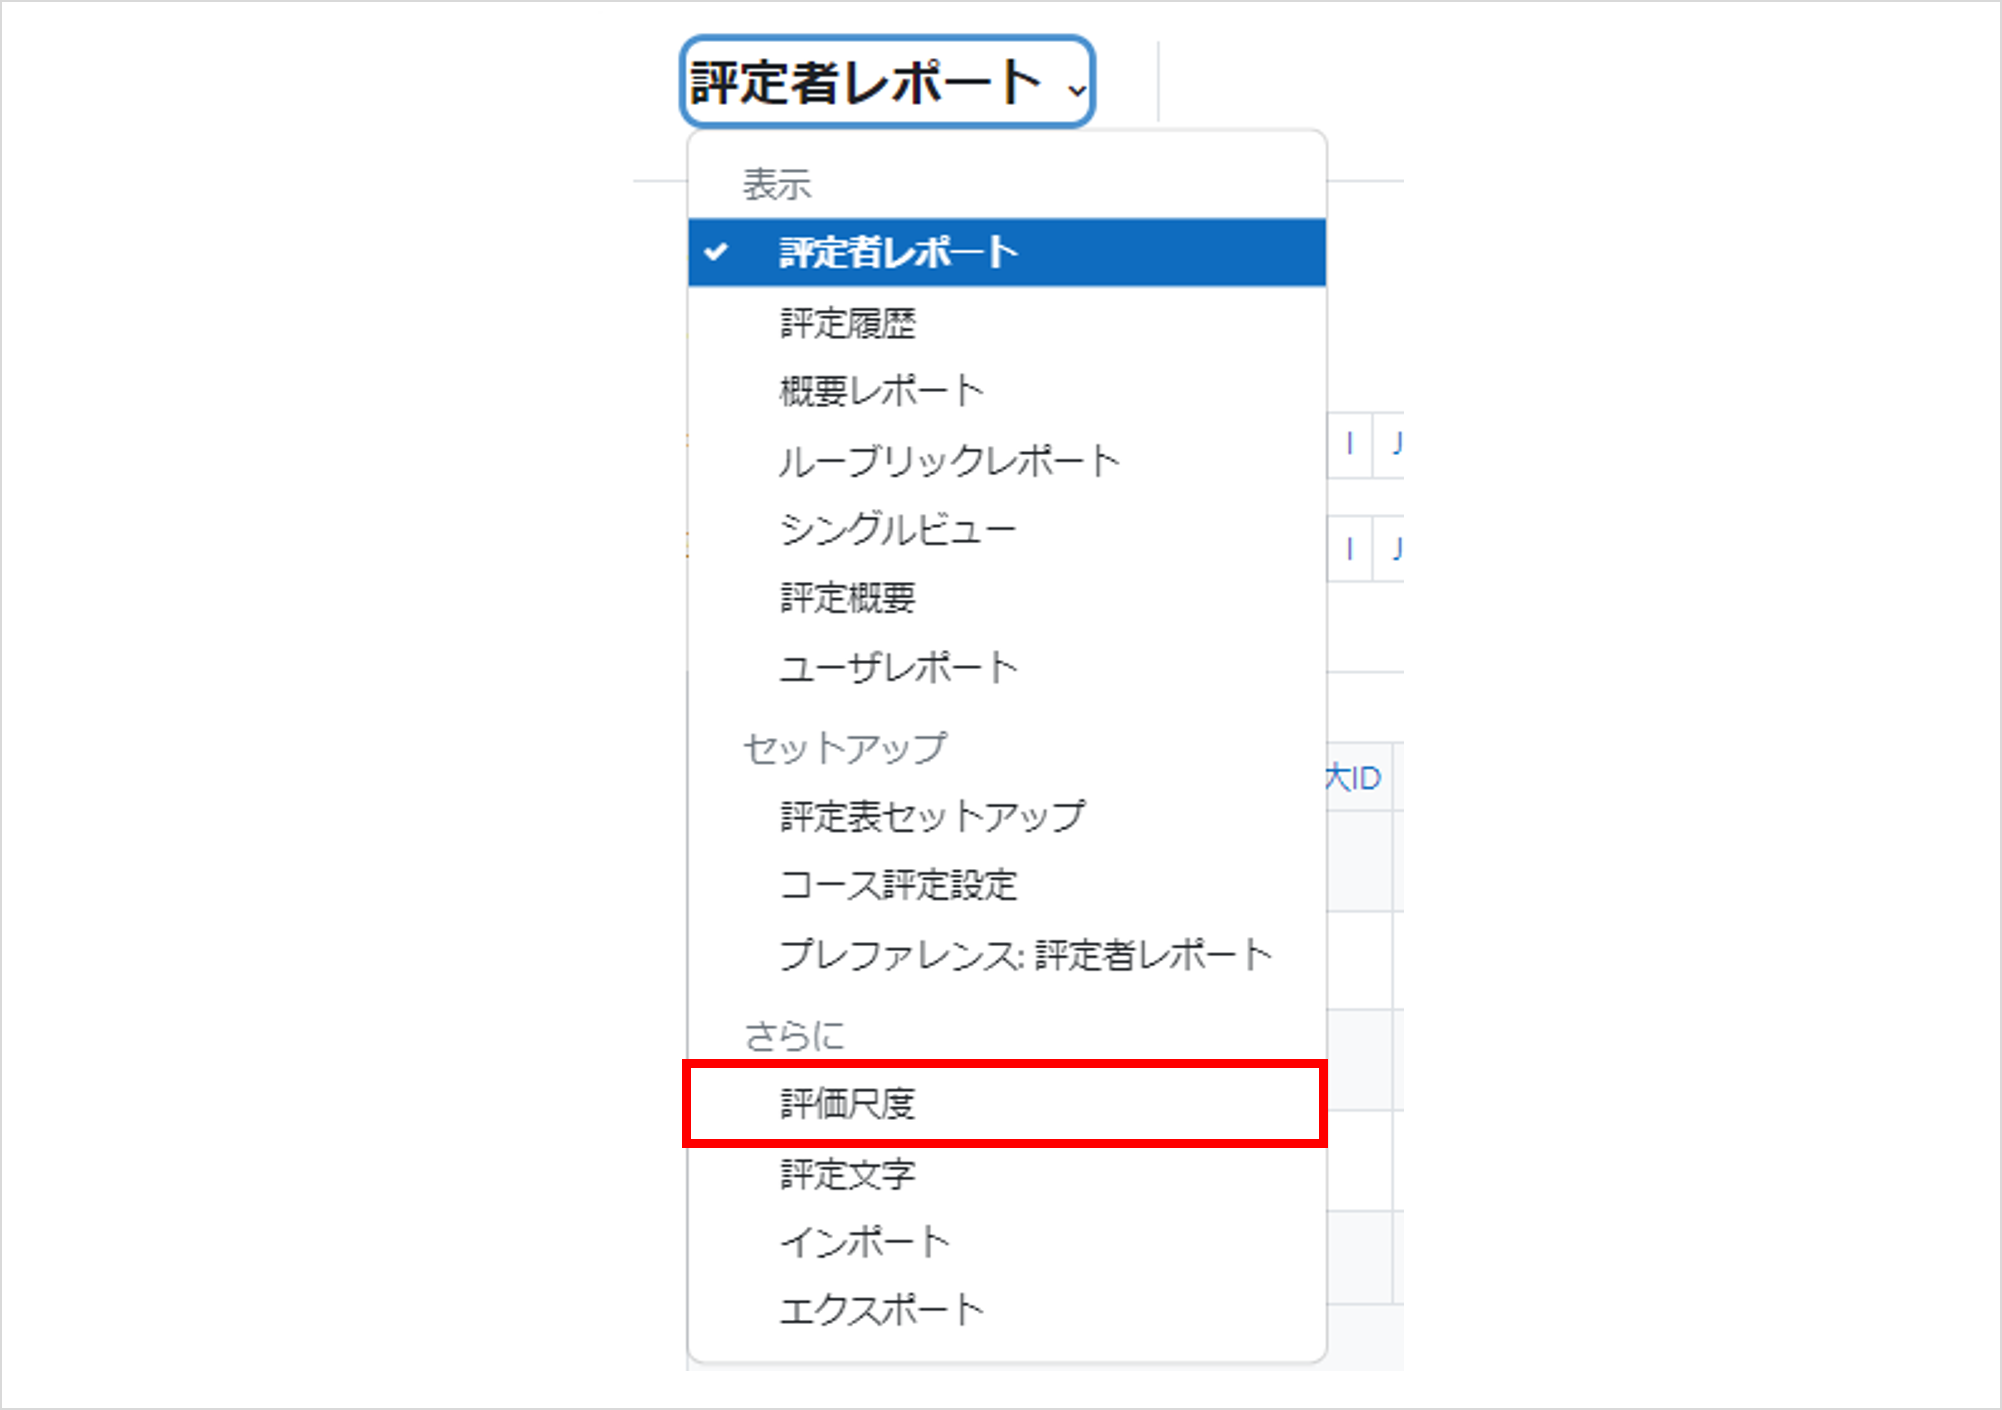 評定者レポート
表示
評定者レポート
評定履歴
概要レポート
I J
ルーブリックレポート
シングルビュー
I J
評定概要
ユーザレポート
セットアップ
大ID
評定表セットアップ
コース評定設定
プレファレンス: 評定者レポート
さらに
評価尺度
評定文字
インポート
エクスポート